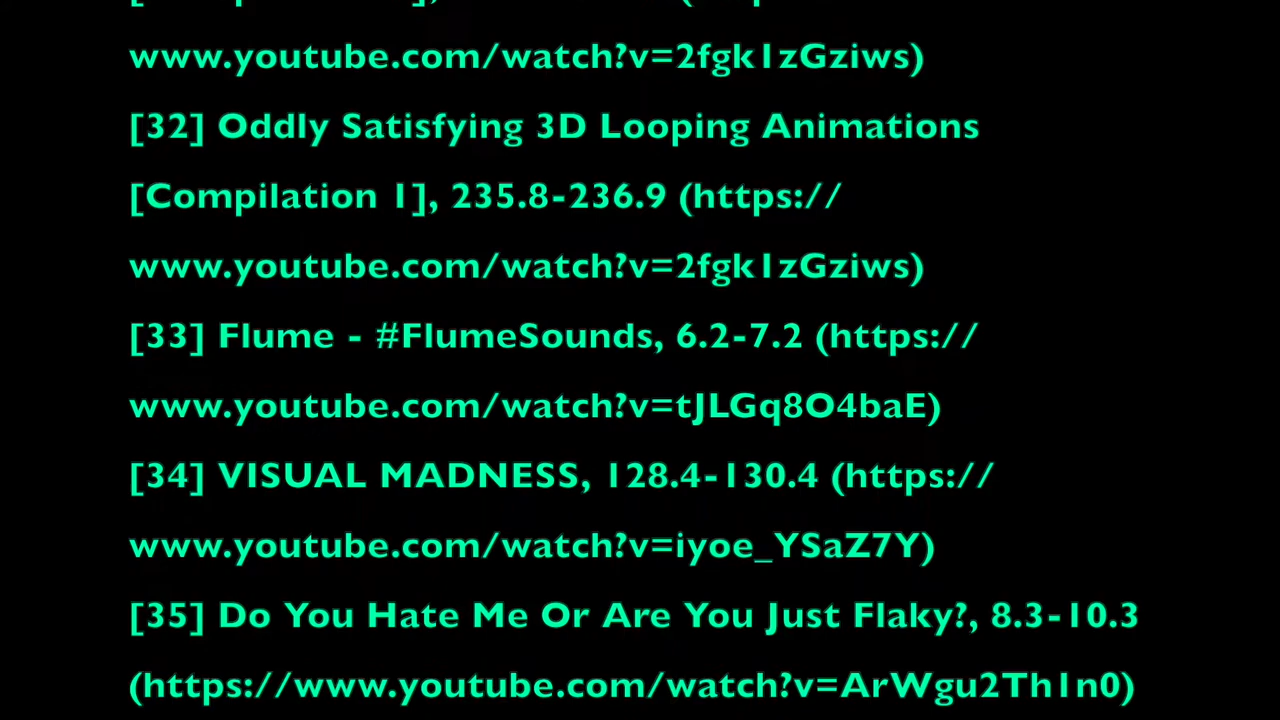 www.youtube.com/watch?v=2fgk1zGziws)
[32] Oddly Satisfying 3D Looping Animations
[Compilation 1], 235.8-236.9 (https://
www.youtube.com/watch?v=2fgk1zGziws)
[33] Flume - #FlumeSounds, 6.2-7.2 (https://
www.youtube.com/watch?v=tJLGq8O4baE)
[34] VISUAL MADNESS, 128.4-130.4 (https://
www.youtube.com/watch?v=iyoe_YSaZ7Y)
[35] Do You Hate Me Or Are You Just Flaky?, 8.3-10.3
(https://www.youtube.com/watch?v=ArWgu2Th1n0)